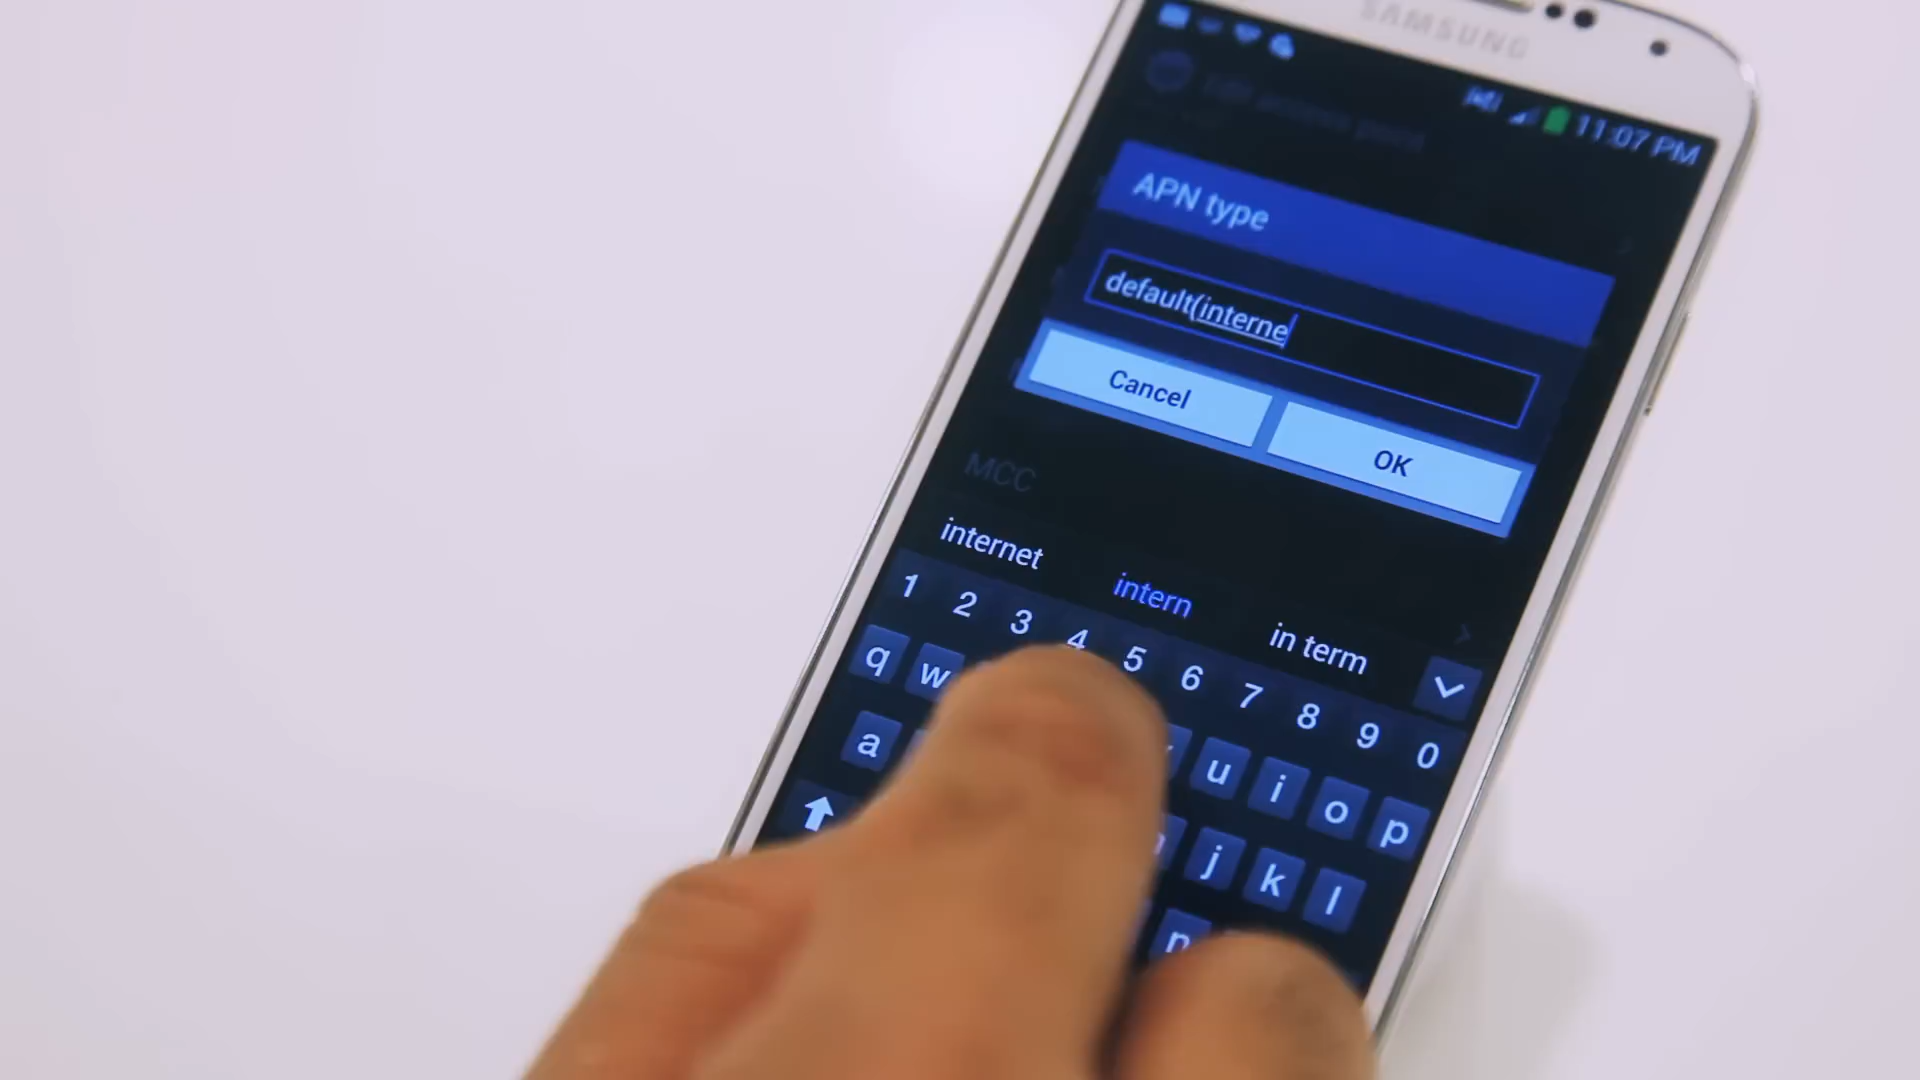 SAMSUNG
11:07 PM
APN type
default(interne
Cancel
OK
MCC
internet
intern
in term
1 2 3 4 5 6 7 8 9 0
q w u i o p
a j k l
n